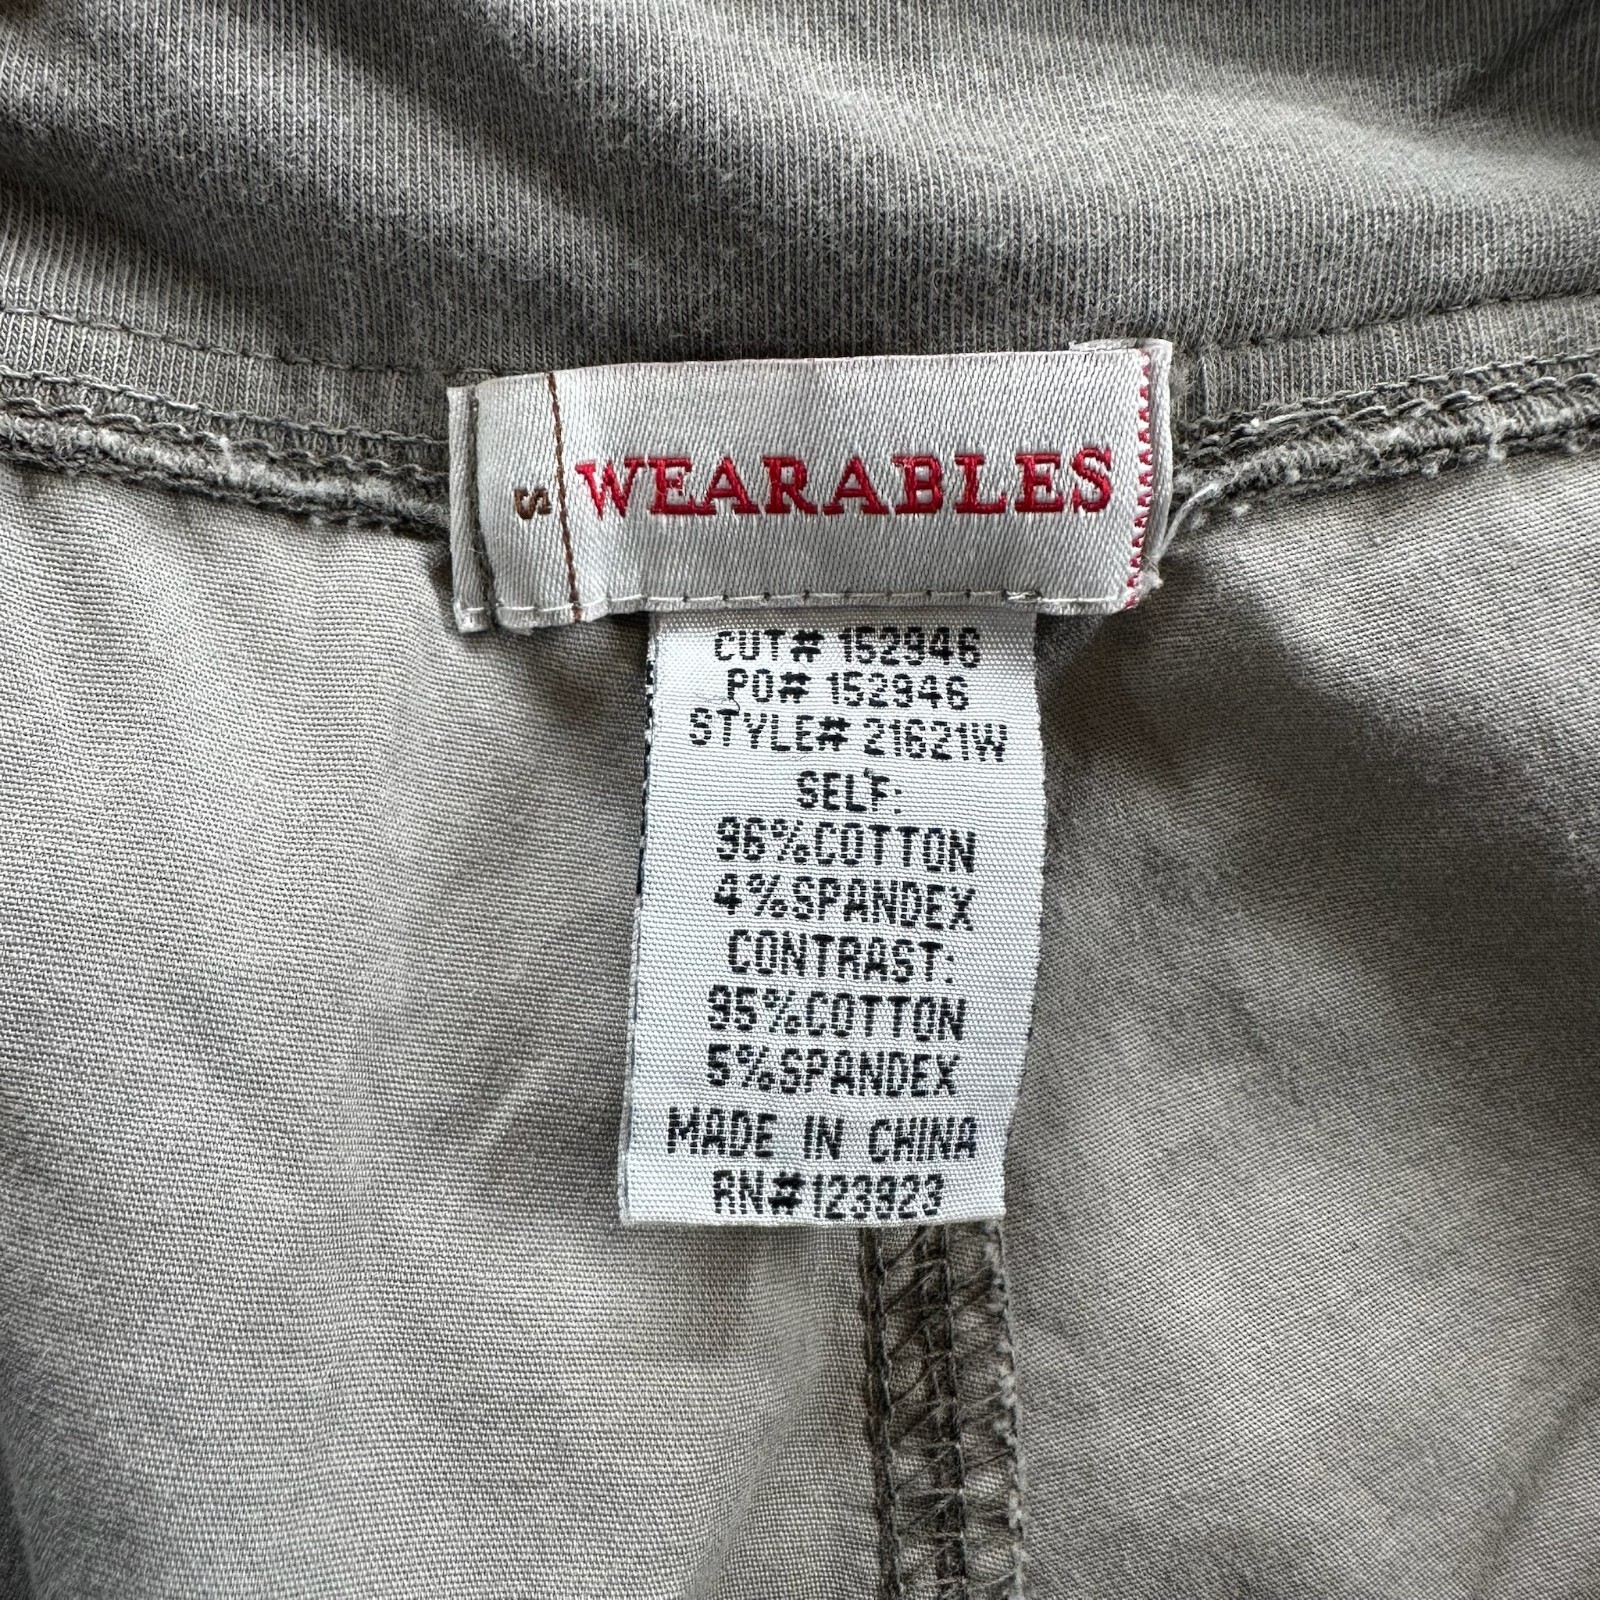 S
WEARABLES
CUT# 152946
PO# 152946
STYLE# 21621W
SELF:
96%COTTON
4%SPANDEX
CONTRAST:
95%COTTON
5%SPANDEX
MADE IN CHINA
RN#123923